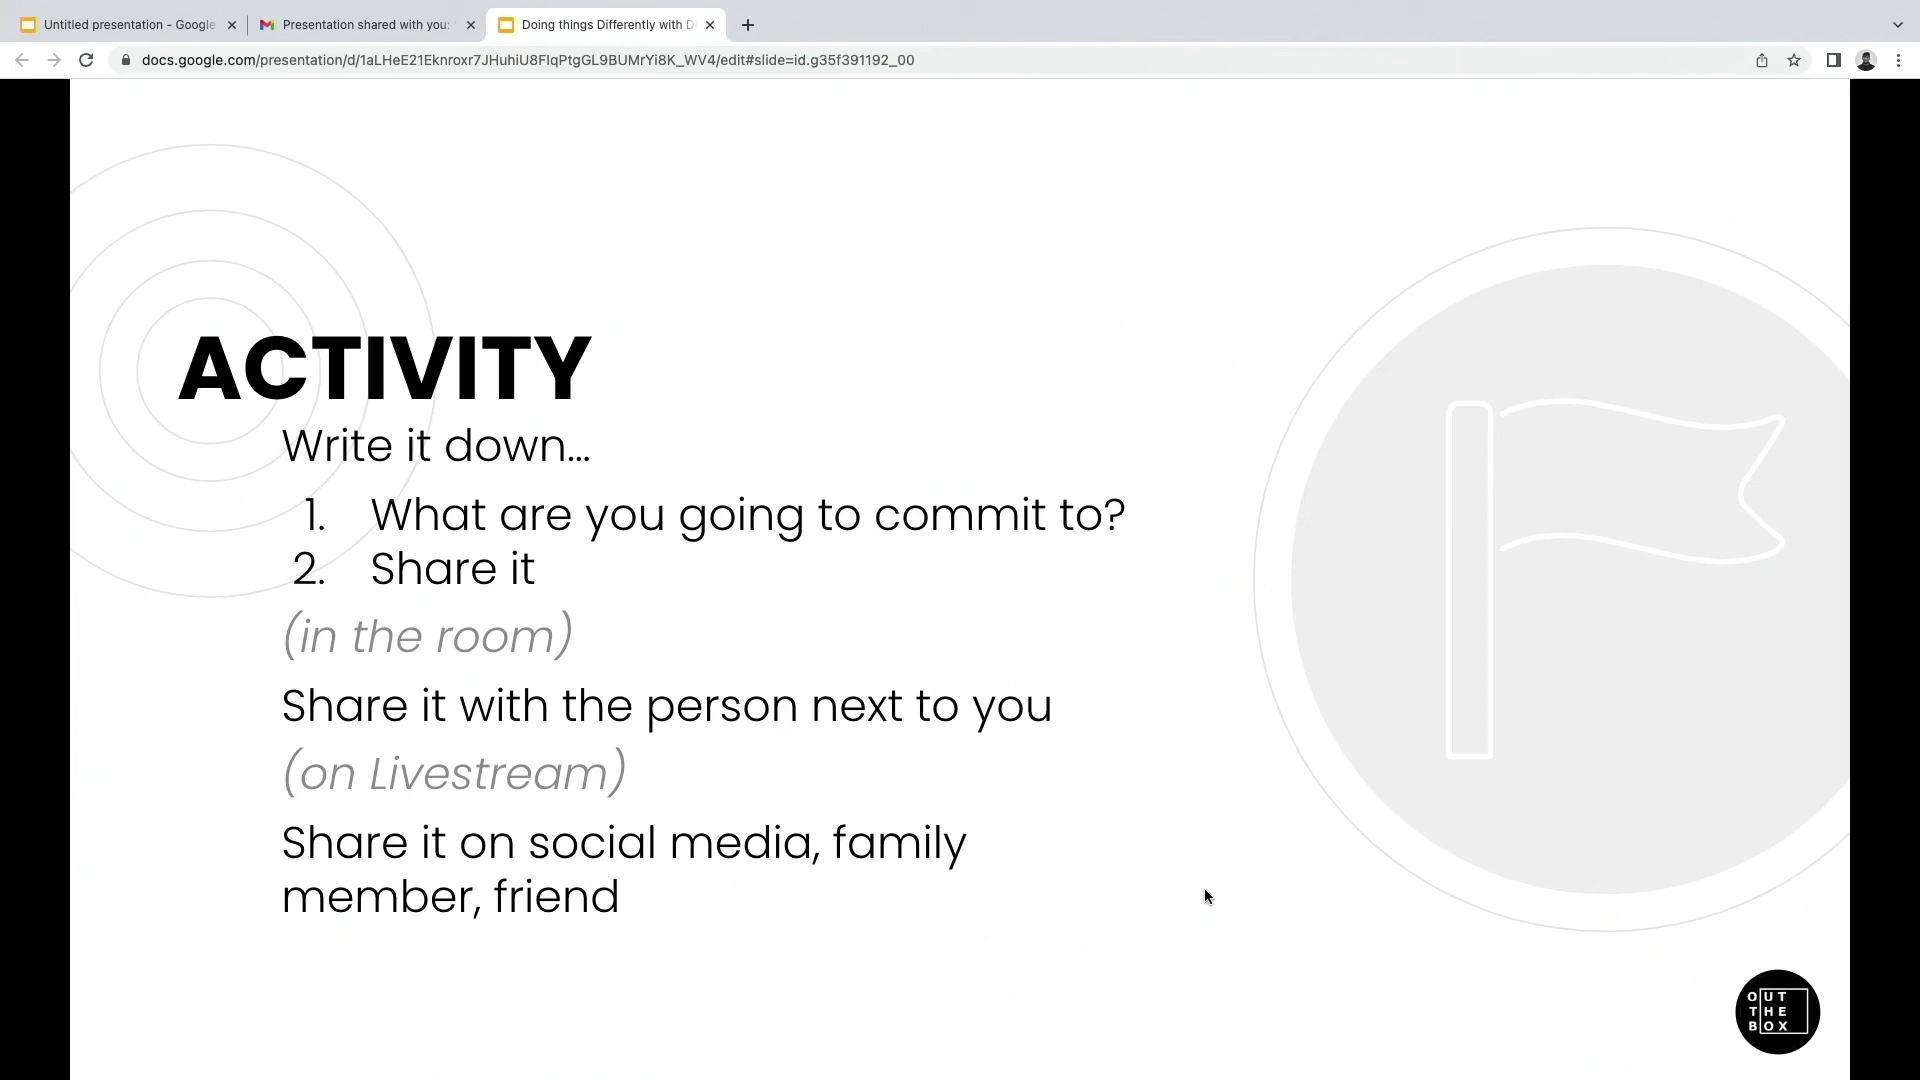 Untitled presentation - Google
Presentation shared with you:
Doing things Differently with D
docs.google.com/presentation/d/1aLHeE21Eknroxr7JHuhiU8FIqPtgGL9BUMrYi8K_WV4/edit#slide=id.g35f391192_00
ACTIVITY
Write it down...
1. What are you going to commit to?
2. Share it
(in the room)
Share it with the person next to you
(on Livestream)
Share it on social media, family
member, friend
OUT
THE
BOX